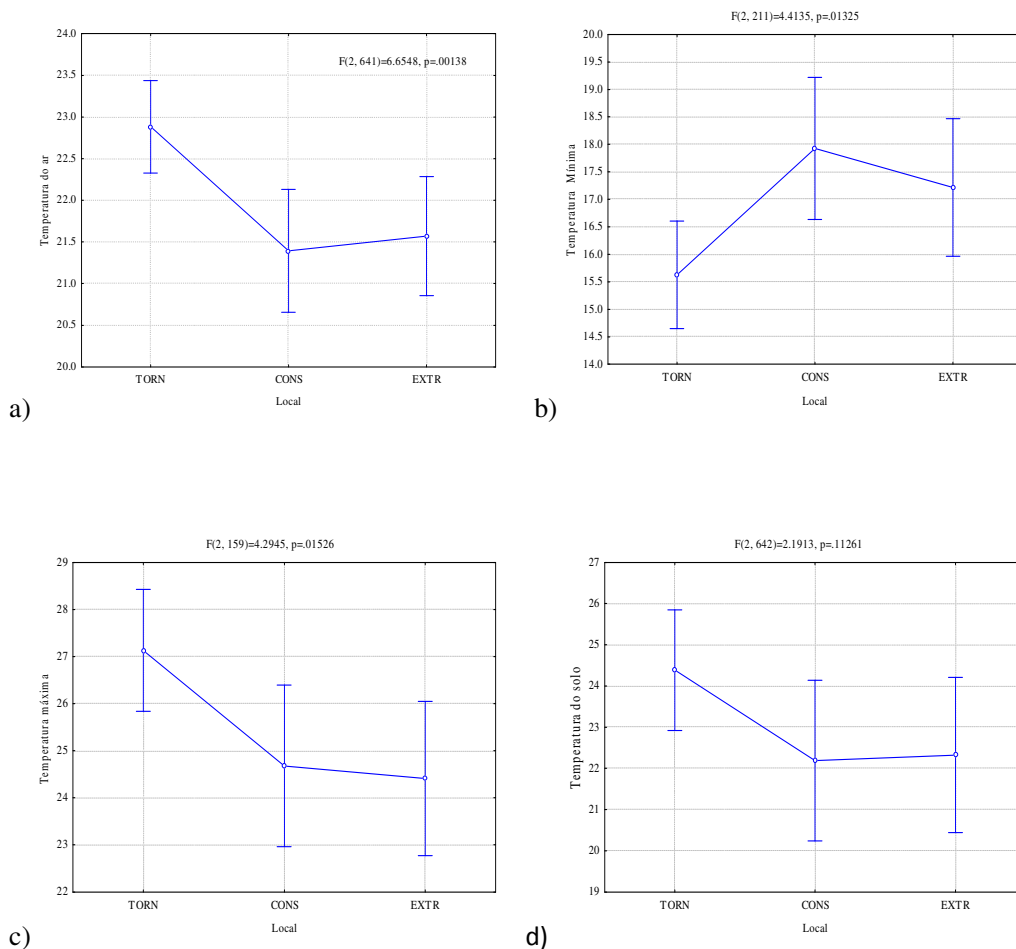 F(2, 641)=6.6548, p=.00138
24.0
23.5
23.0
22.5
22.0
21.5
21.0
20.5
20.0
Temperatura do ar
TORN CONS EXTR
Local
a)
F(2, 211)=4.4135, p=.01325
20.0
19.5
19.0
18.5
18.0
17.5
17.0
16.5
16.0
15.5
15.0
14.5
14.0
Temperatura Mínima
TORN CONS EXTR
Local
b)
F(2, 159)=4.2945, p=.01526
29
28
27
26
25
24
23
22
Temperatura máxima
TORN CONS EXTR
Local
c)
F(2, 642)=2.1913, p=.11261
27
26
25
24
23
22
21
20
19
Temperatura do solo
TORN CONS EXTR
Local
d)